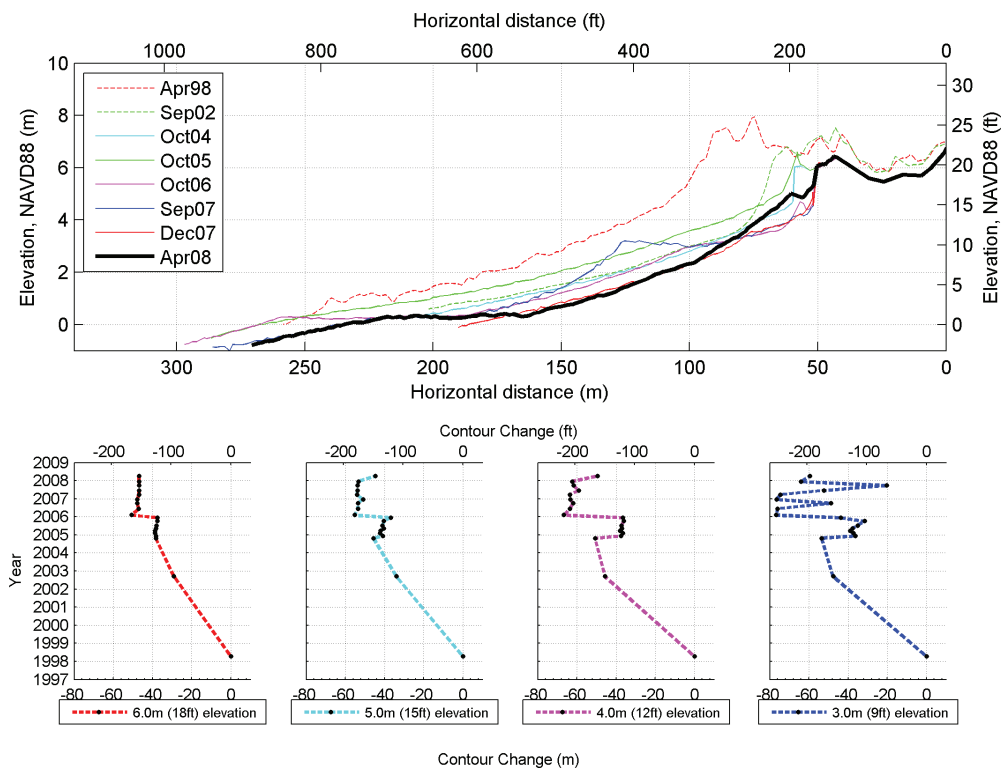 Horizontal distance (ft)
1000 800 600 400 200 0
Elevation, NAVD88 (m)
10
8
6
4
2
0
Apr98
Sep02
Oct04
Oct05
Oct06
Sep07
Dec07
Apr08
30
25
20
15
10
5
0
Elevation, NAVD88 (ft)
300 250 200 150 100 50 0
Horizontal distance (m)
Contour Change (ft)
-200 -100 0
-200 -100 0
-200 -100 0
-200 -100 0
Year
2009
2008
2007
2006
2005
2004
2003
2002
2001
2000
1999
1998
1997
-80 -60 -40 -20 0
-80 -60 -40 -20 0
-80 -60 -40 -20 0
-80 -60 -40 -20 0
6.0m (18ft) elevation
5.0m (15ft) elevation
4.0m (12ft) elevation
3.0m (9ft) elevation
Contour Change (m)